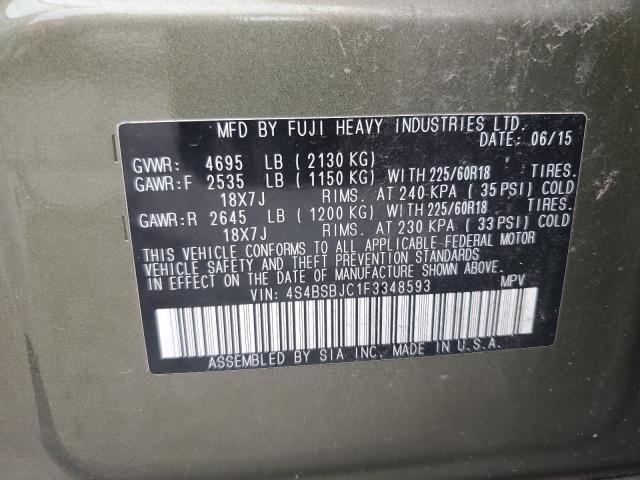 MFD BY FUJI HEAVY INDUSTRIES LTD.
DATE: 06/15
GVWR: 4695 LB ( 2130 KG)
GAWR:F 2535 LB ( 1150 KG) WITH 225/60R18 TIRES.
18X7J RIMS. AT 240 KPA ( 35 PSI) COLD
GAWR:R 2645 LB ( 1200 KG) WITH 225/60R18 TIRES.
18X7J RIMS. AT 230 KPA ( 33 PSI) COLD
THIS VEHICLE CONFORMS TO ALL APPLICABLE FEDERAL MOTOR
VEHICLE SAFETY AND THEFT PREVENTION STANDARDS
IN EFFECT ON THE DATE OF MANUFACTURE SHOWN ABOVE.
VIN: 4S4BSBJC1F3348593 MPV
ASSEMBLED BY SIA INC. MADE IN U.S.A.